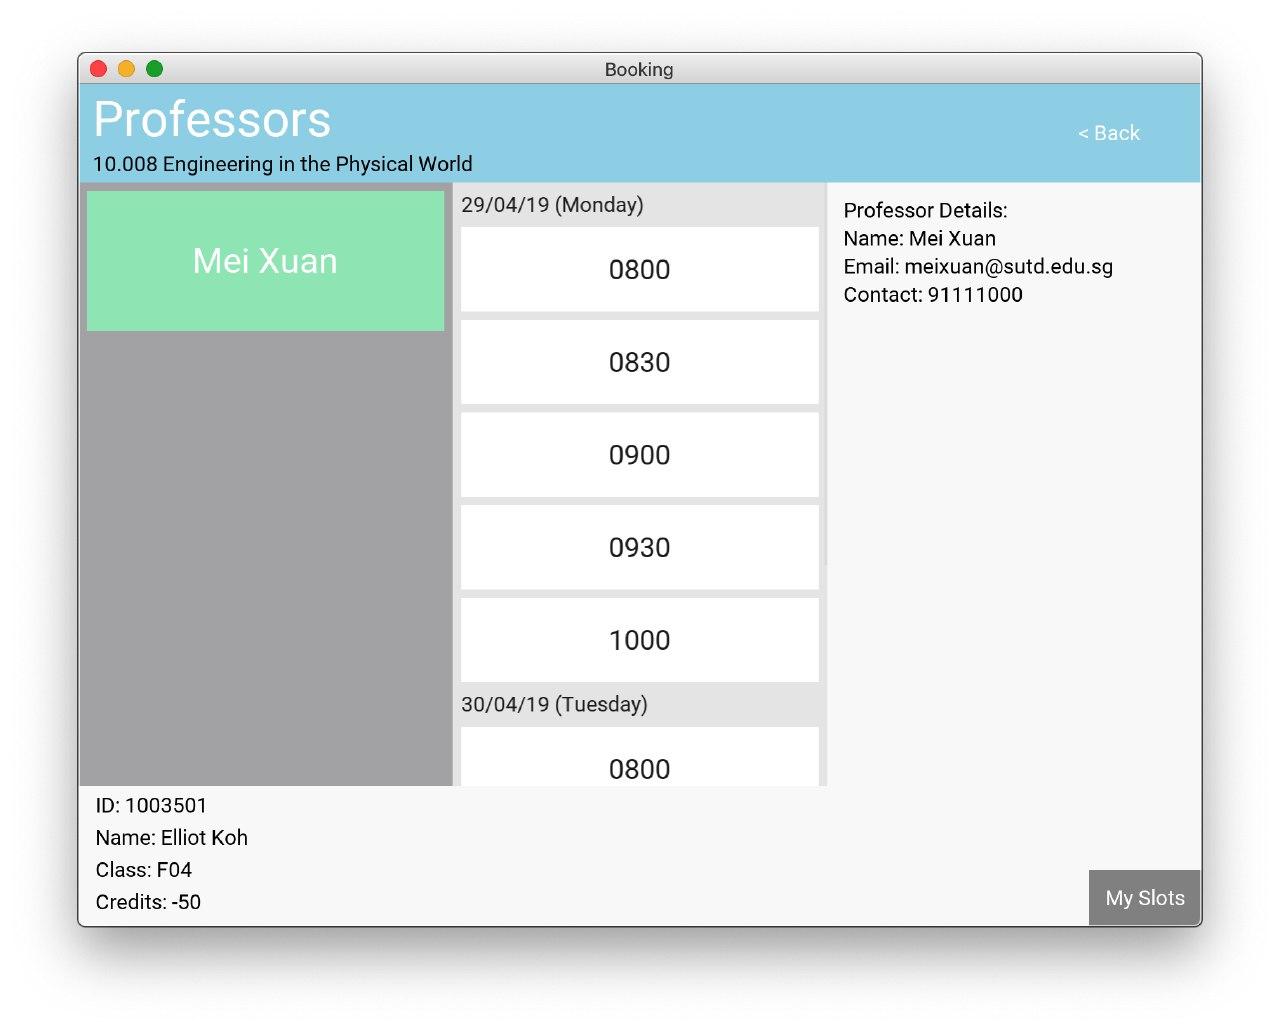 Booking
Professors
< Back
10.008 Engineering in the Physical World
Mei Xuan
29/04/19 (Monday)
0800
0830
0900
0930
1000
30/04/19 (Tuesday)
0800
Professor Details:
Name: Mei Xuan
Email: meixuan@sutd.edu.sg
Contact: 91111000
ID: 1003501
Name: Elliot Koh
Class: F04
Credits: -50
My Slots